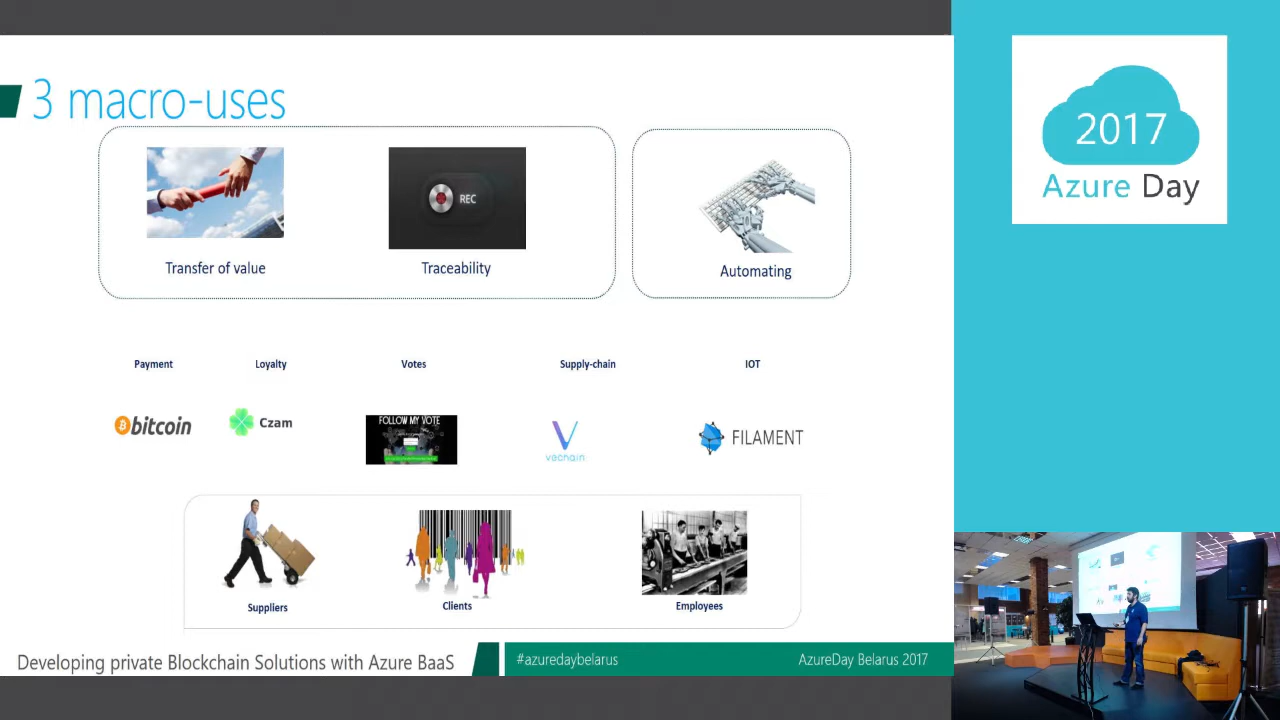 3 macro-uses
2017
Azure Day
REC
Transfer of value
Traceability
Automating
Payment
Loyalty
Votes
Supply-chain
IOT
bitcoin
Czam
FOLLOW MY VOTE
vechain
FILAMENT
Suppliers
Clients
Employees
Developing private Blockchain Solutions with Azure BaaS
#azuredaybelarus
AzureDay Belarus 2017